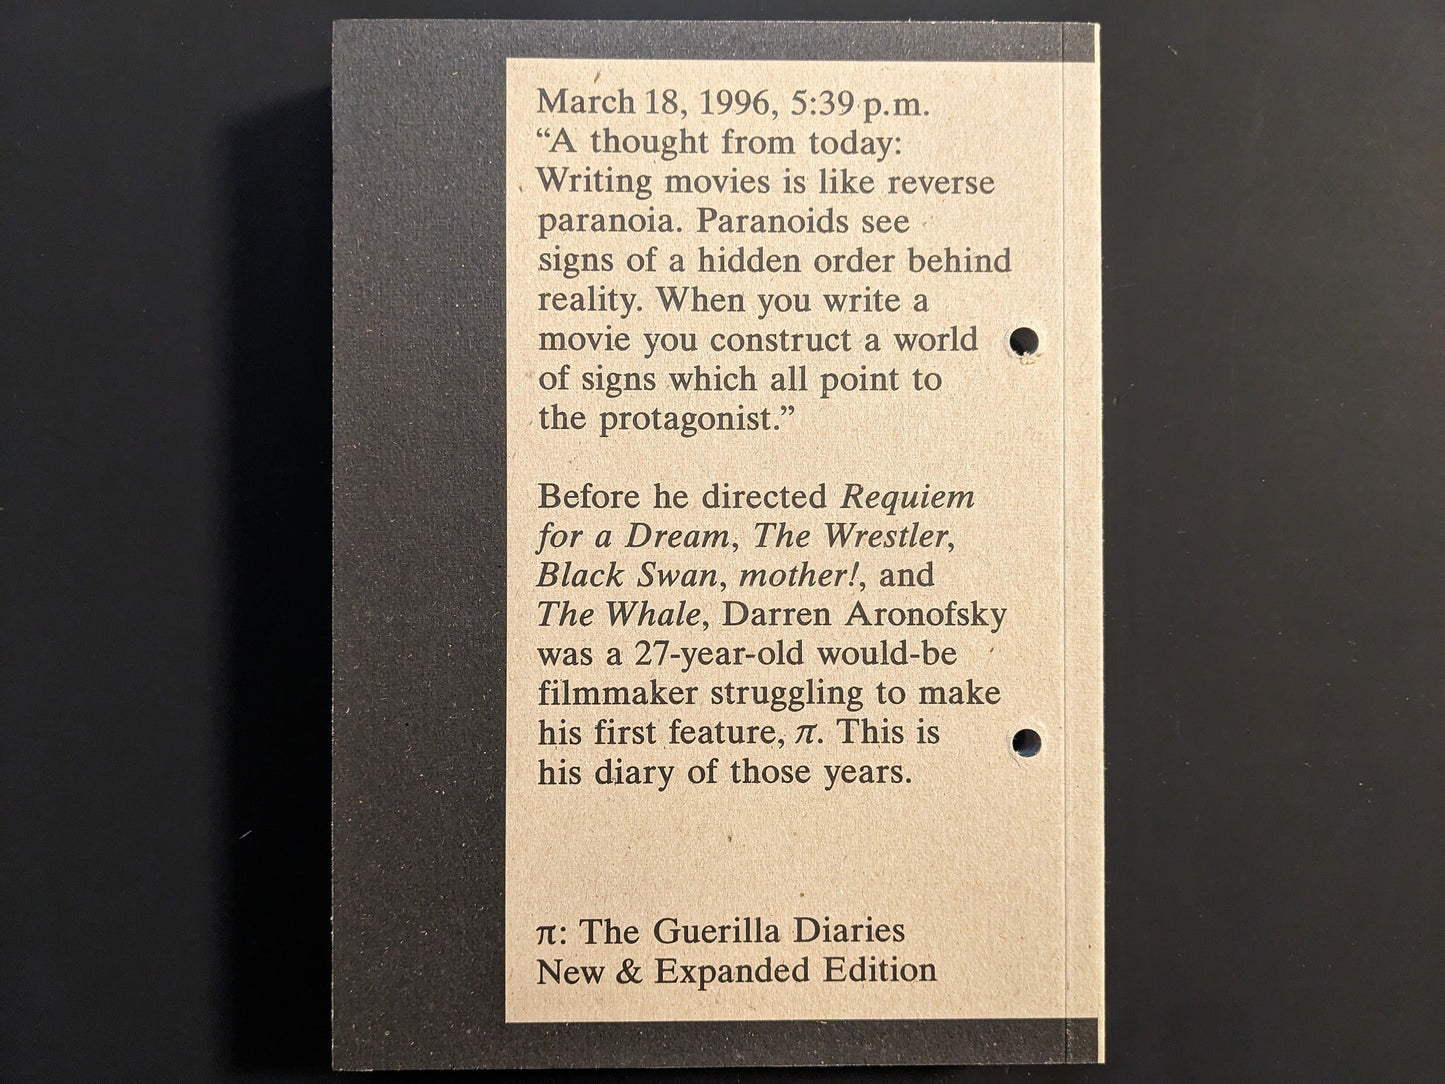 March 18, 1996, 5:39 p.m.
“A thought from today:
Writing movies is like reverse
paranoia. Paranoids see
signs of a hidden order behind
reality. When you write a
movie you construct a world
of signs which all point to
the protagonist.”
Before he directed Requiem
for a Dream, The Wrestler,
Black Swan, mother!, and
The Whale, Darren Aronofsky
was a 27-year-old would-be
filmmaker struggling to make
his first feature, π. This is
his diary of those years.
π: The Guerilla Diaries
New & Expanded Edition